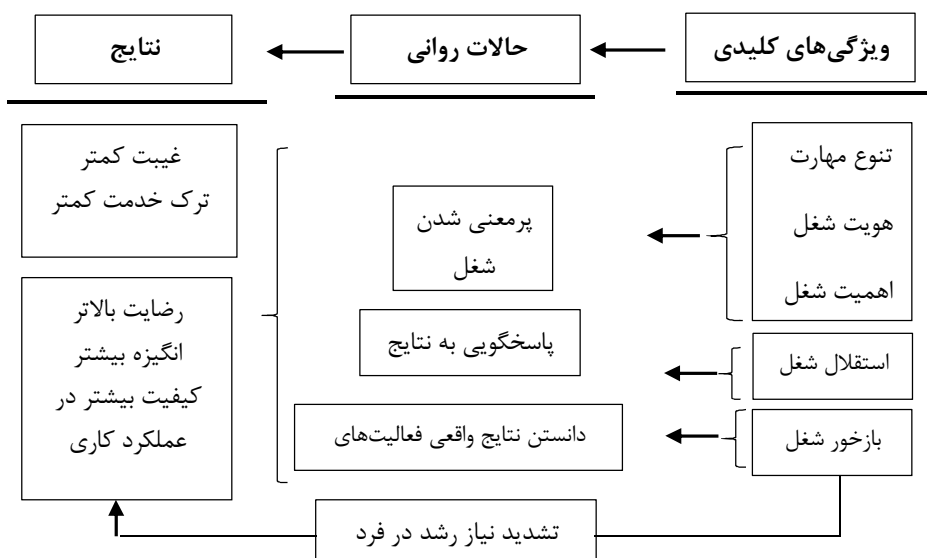 ویژگی‌های کلیدی
حالات روانی
نتایج
تنوع مهارت
هویت شغل
اهمیت شغل
استقلال شغل
بازخور شغل
پرمعنی شدن
شغل
پاسخگویی به نتایج
دانستن نتایج واقعی فعالیت‌های
غیبت کمتر
ترک خدمت کمتر
رضایت بالاتر
انگیزه بیشتر
کیفیت بیشتر در
عملکرد کاری
تشدید نیاز رشد در فرد